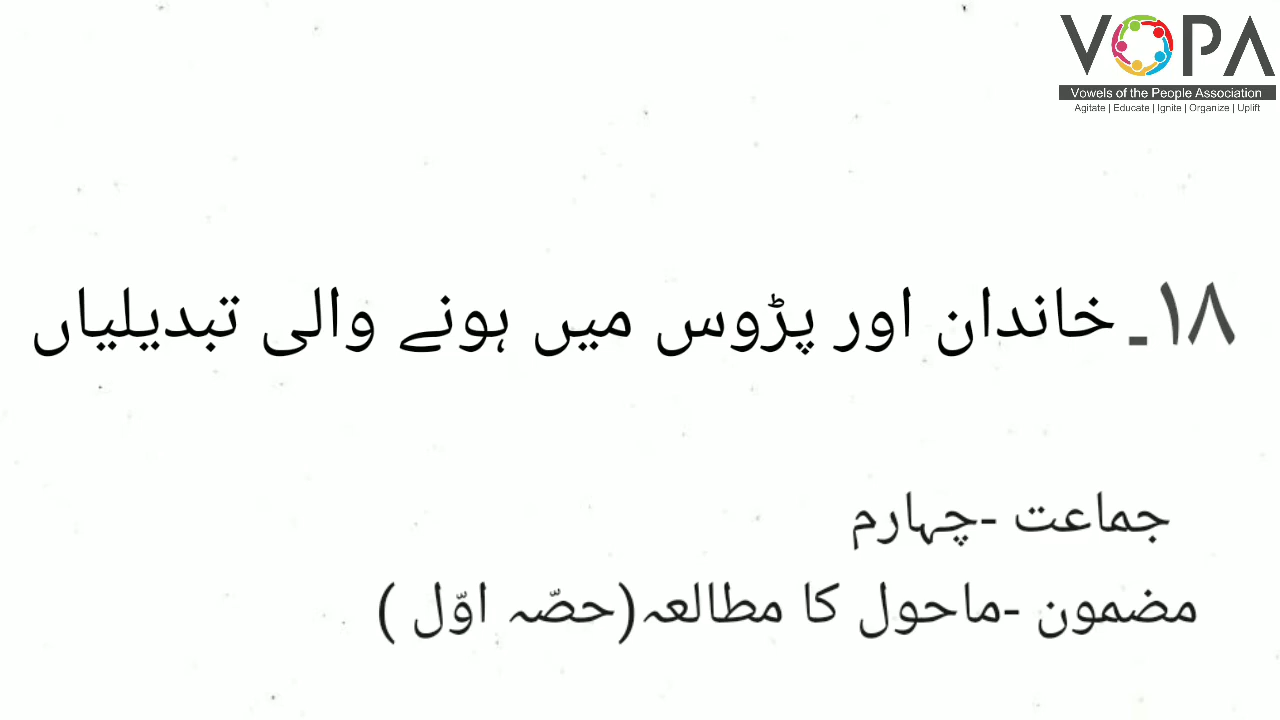 VOPA
Vowels of the People Association
Agitate | Educate | Ignite | Organize | Uplift
۱۸۔خاندان اور پڑوس میں ہونے والی تبدیلیاں
جماعت -چہارم
مضمون -ماحول کا مطالعہ(حصّہ اوّل )